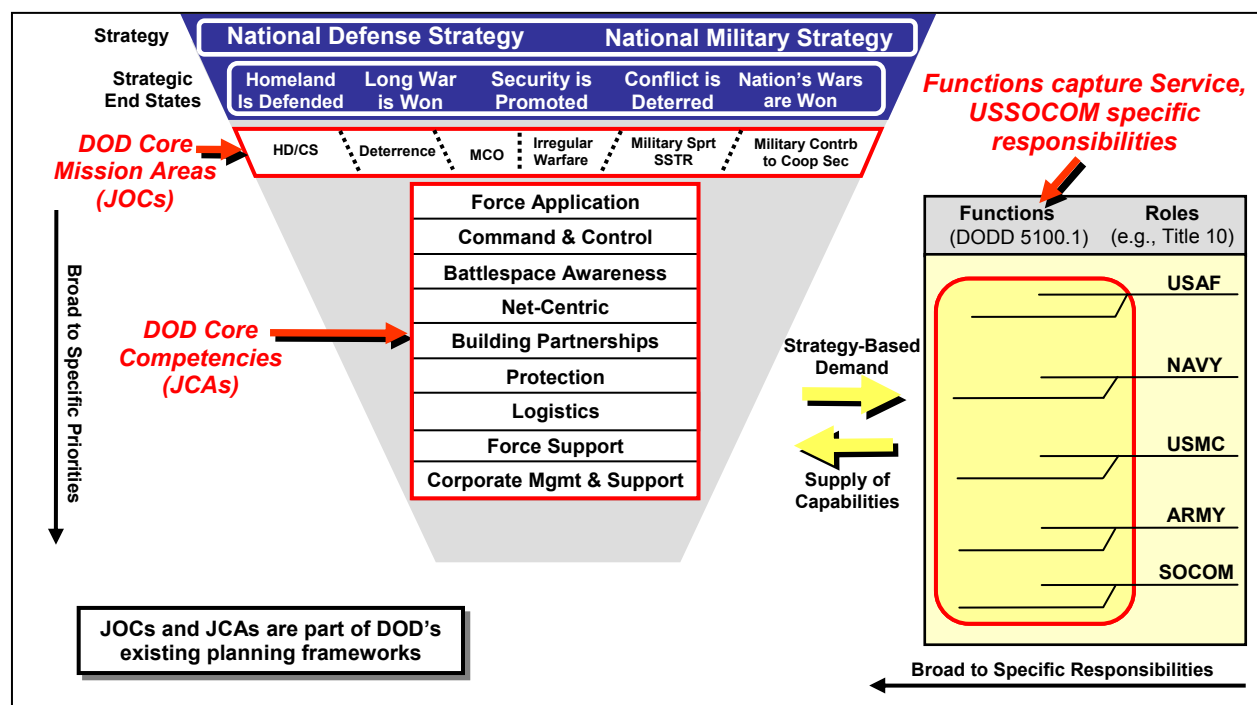 Strategy
National Defense Strategy National Military Strategy
Strategic
End States
Homeland
Is Defended
Long War
is Won
Security is
Promoted
Conflict is
Deterred
Nation's Wars
are Won
DOD Core
Mission Areas
(JOCs)
HD/CS
Deterrence
MCO
Irregular
Warfare
Military Sprt
SSTR
Military Contrb
to Coop Sec
Functions capture Service,
USSOCOM specific
responsibilities
Broad to Specific Priorities
DOD Core
Competencies
(JCAs)
Force Application
Command & Control
Battlespace Awareness
Net-Centric
Building Partnerships
Protection
Logistics
Force Support
Corporate Mgmt & Support
Strategy-Based
Demand
Supply of
Capabilities
Functions
(DODD 5100.1)
Roles
(e.g., Title 10)
USAF
NAVY
USMC
ARMY
SOCOM
JOCs and JCAs are part of DOD's
existing planning frameworks
Broad to Specific Responsibilities